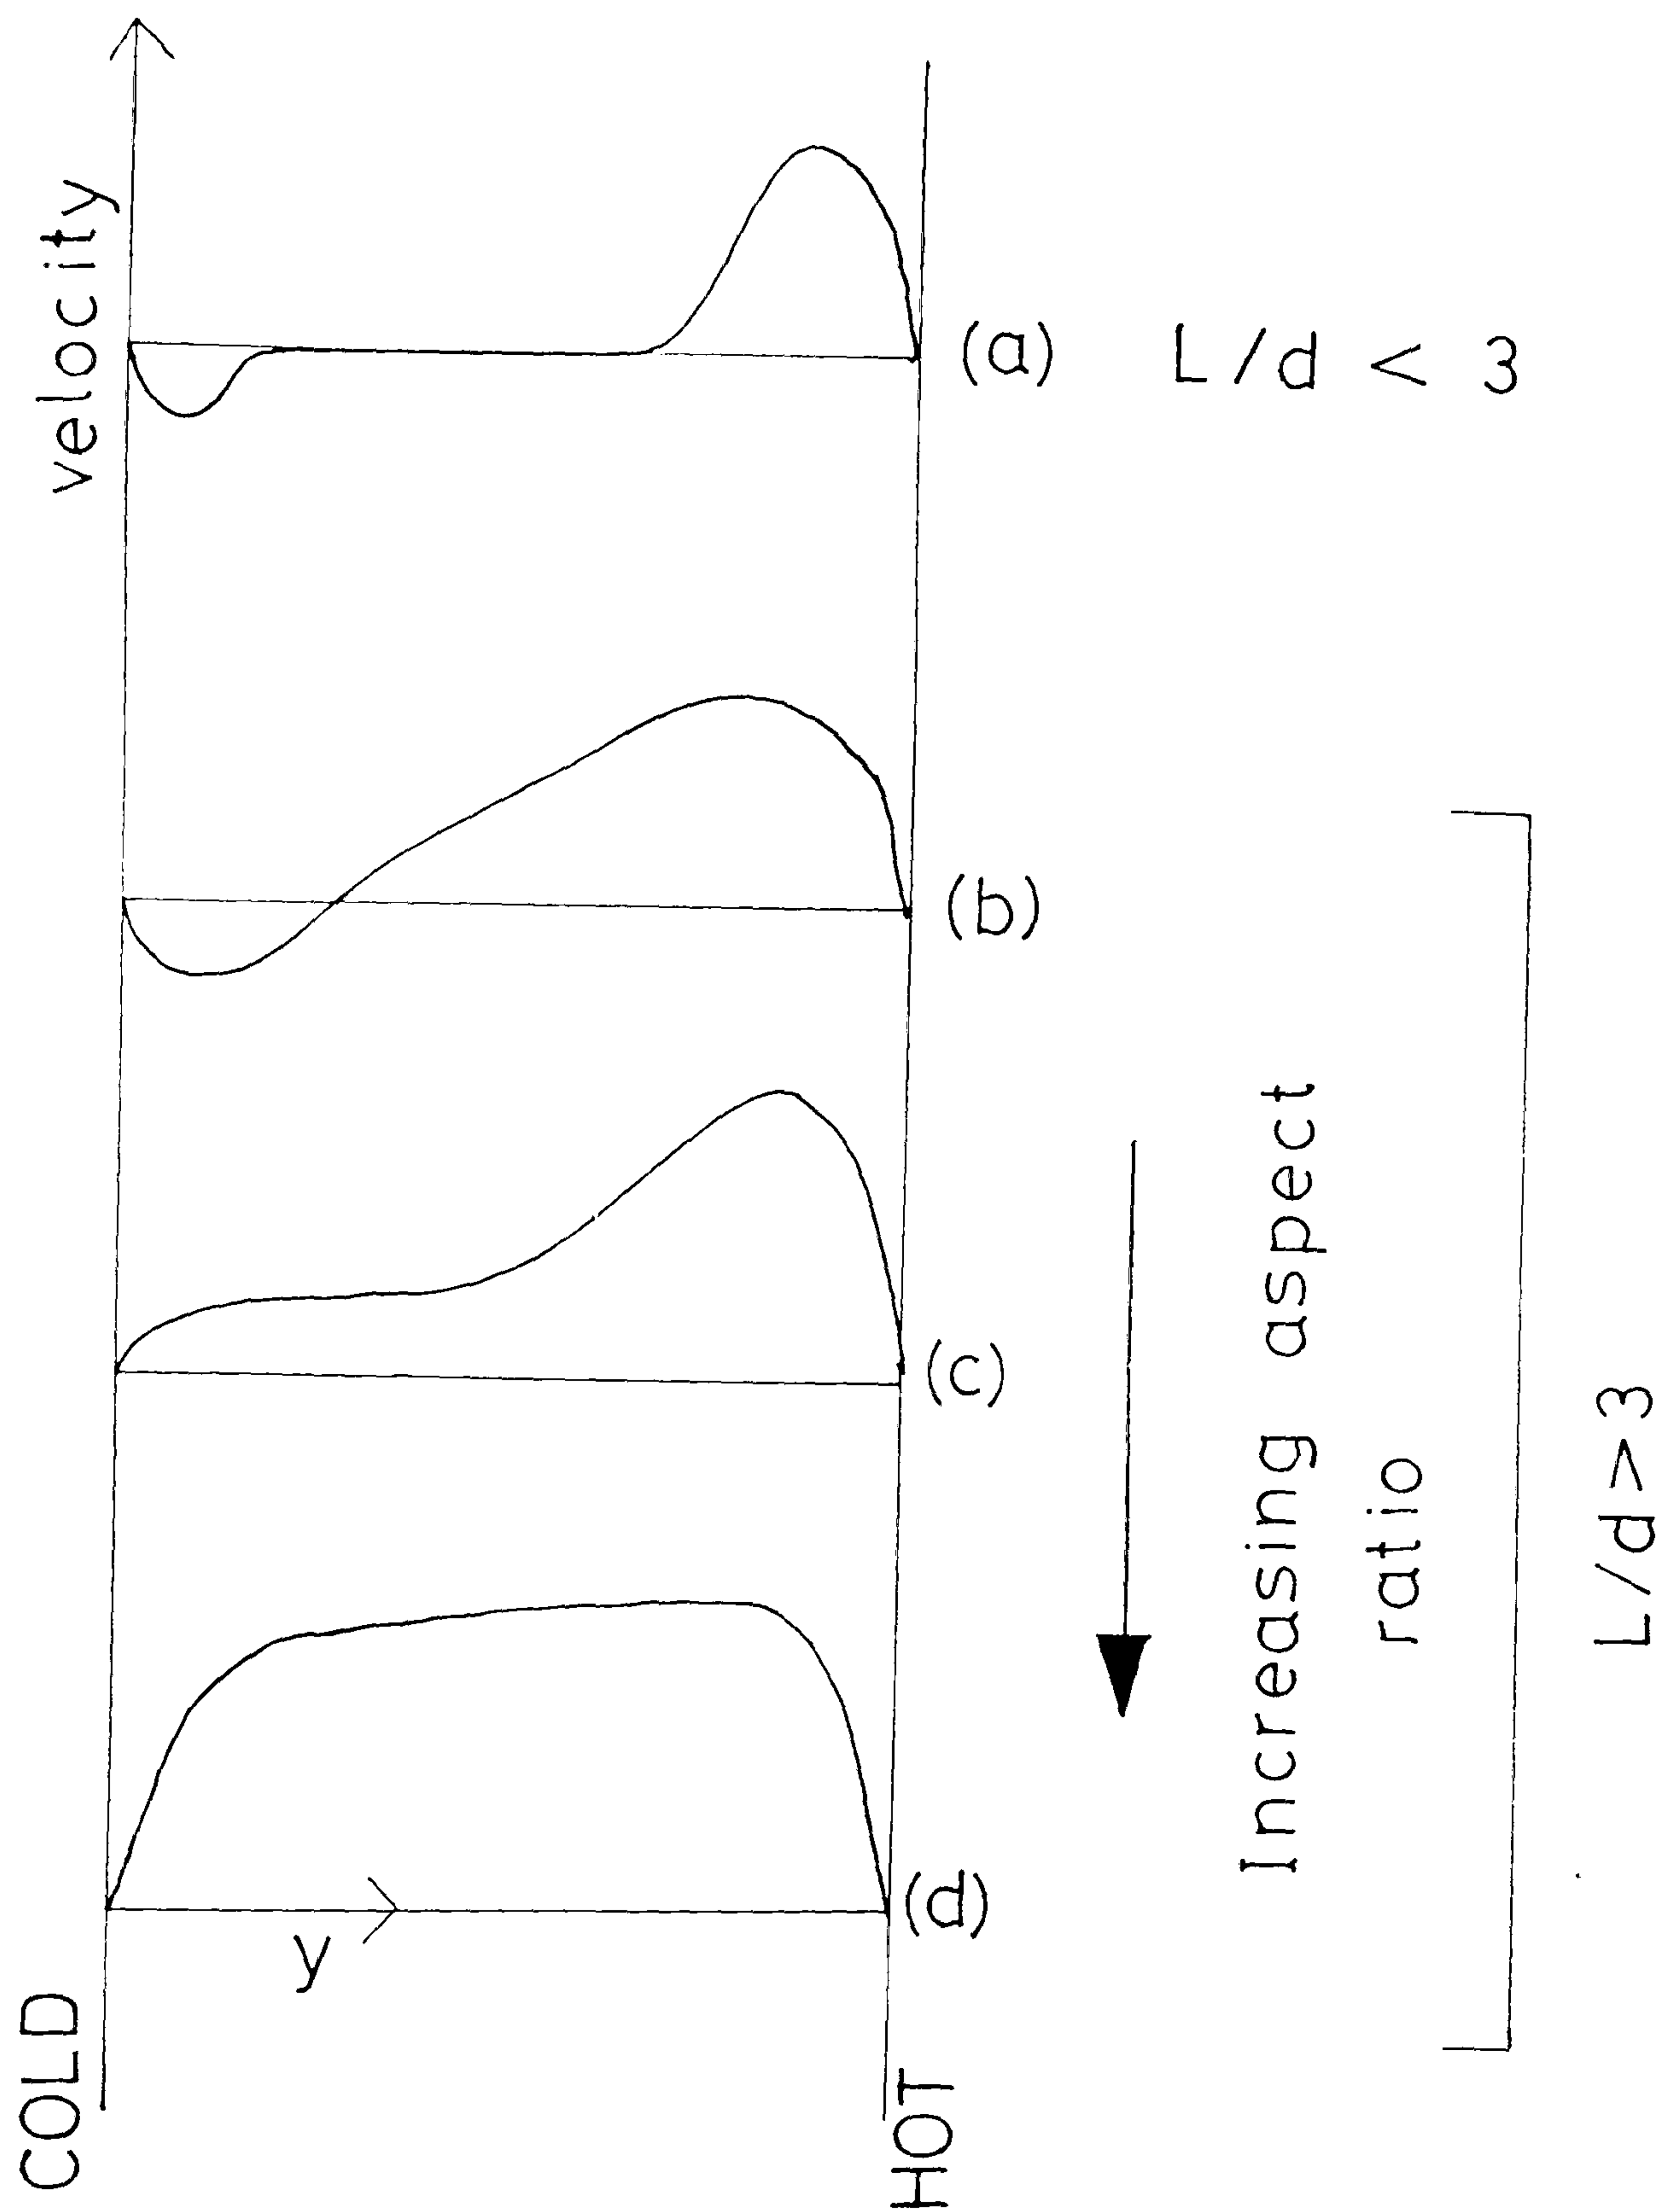 velocity
(a) L/d < 3
(b)
(c)
(d)
y
COLD
HOT
Increasing aspect
ratio
L/d > 3